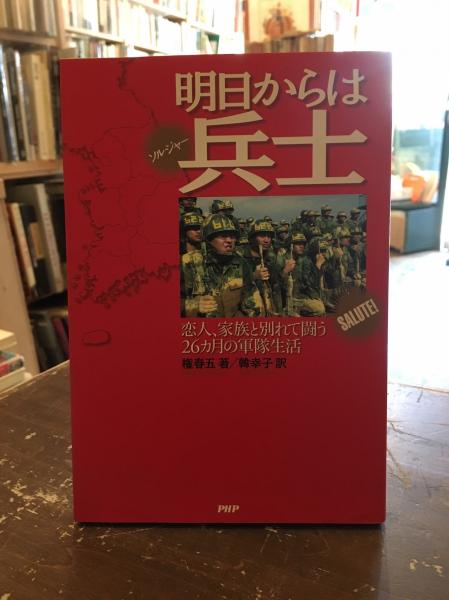 明日からは
ソルジャー
兵士
恋人、家族と別れて闘う
26カ月の軍隊生活
SALUTE!
権春五 著/韓幸子 訳
PHP